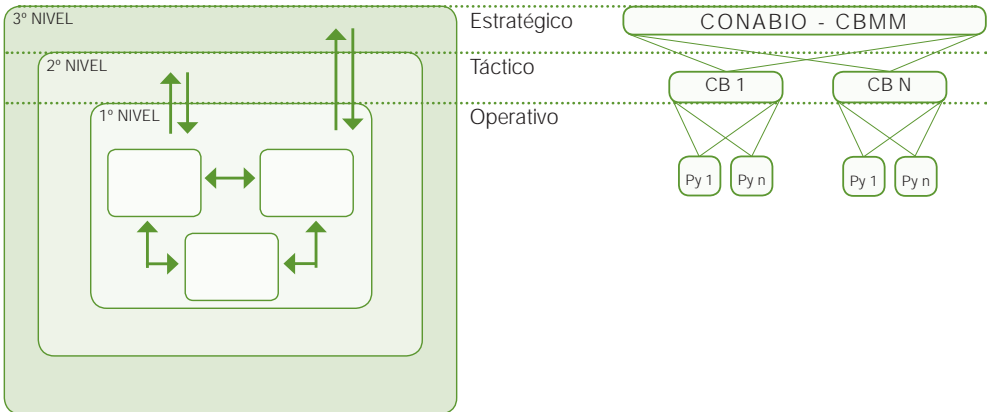 3º NIVEL
2º NIVEL
1º NIVEL
Estratégico
Táctico
Operativo
CONABIO - CBMM
CB 1
CB N
Py 1
Py n
Py 1
Py n